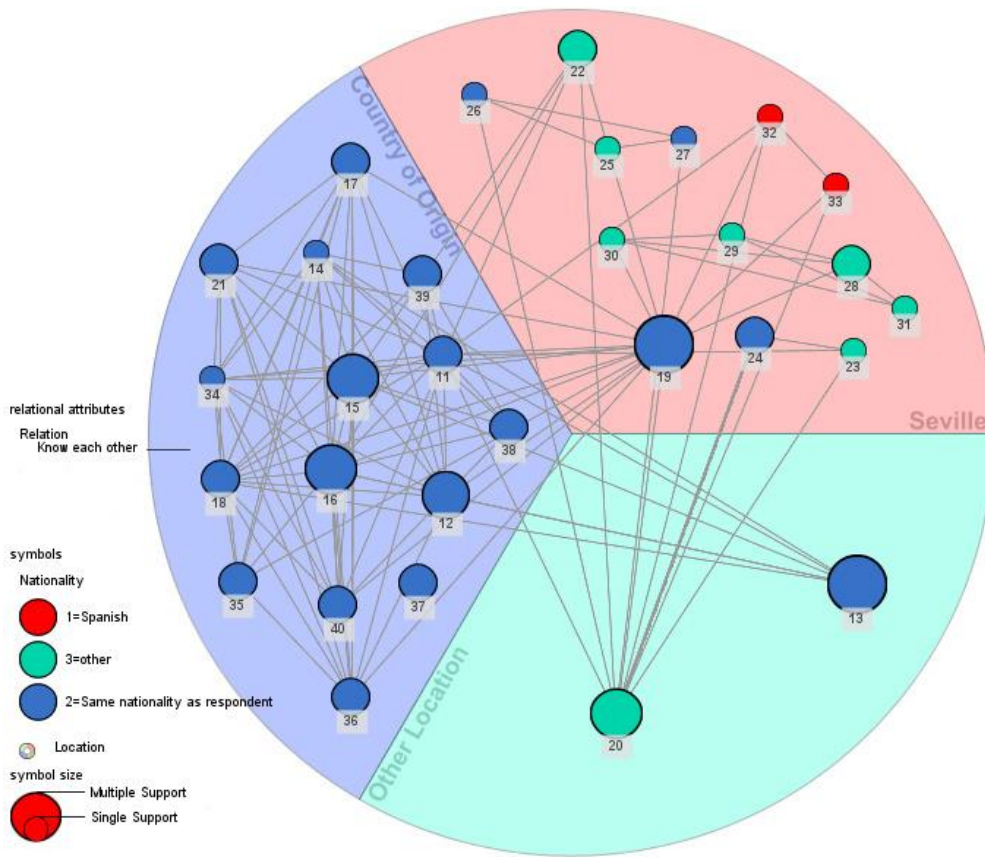 22
26
32
27
25
Country of Origin
17
33
30
29
14
21
39
28
31
11
19
24
23
34
15
relational attributes
Seville
Relation
38
Know each other
18
16
12
symbols
Nationality
35
37
13
1=Spanish
40
3=other
2=Same nationality as respondent
36
Other Location
20
Location
symbol size
Multiple Support
Single Support